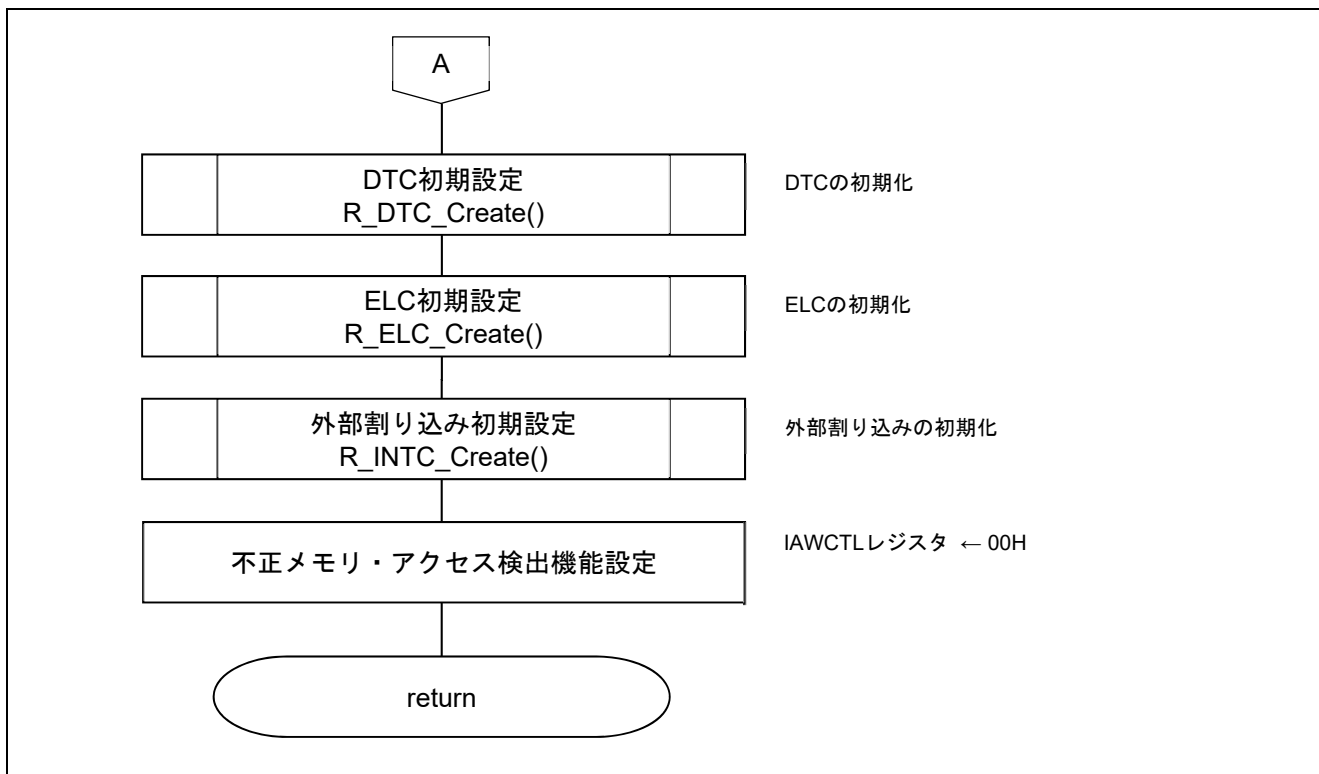 A
DTC初期設定
R_DTC_Create()
DTCの初期化
ELC初期設定
R_ELC_Create()
ELCの初期化
外部割り込み初期設定
R_INTC_Create()
外部割り込みの初期化
不正メモリ・アクセス検出機能設定
IAWCTLレジスタ ← 00H
return